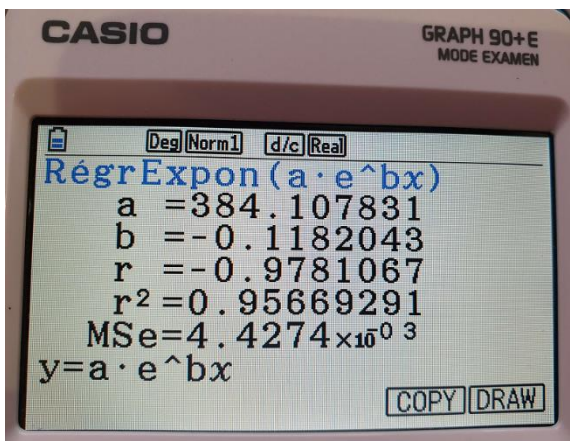 CASIO
GRAPH 90+E
MODE EXAMEN
Deg Norm1 d/c Real
RégrExpon(a·e^bx)
a =384.107831
b =-0.1182043
r =-0.9781067
r²=0.95669291
MSe=4.4274×10⁻⁰³
y=a·e^bx
COPY DRAW